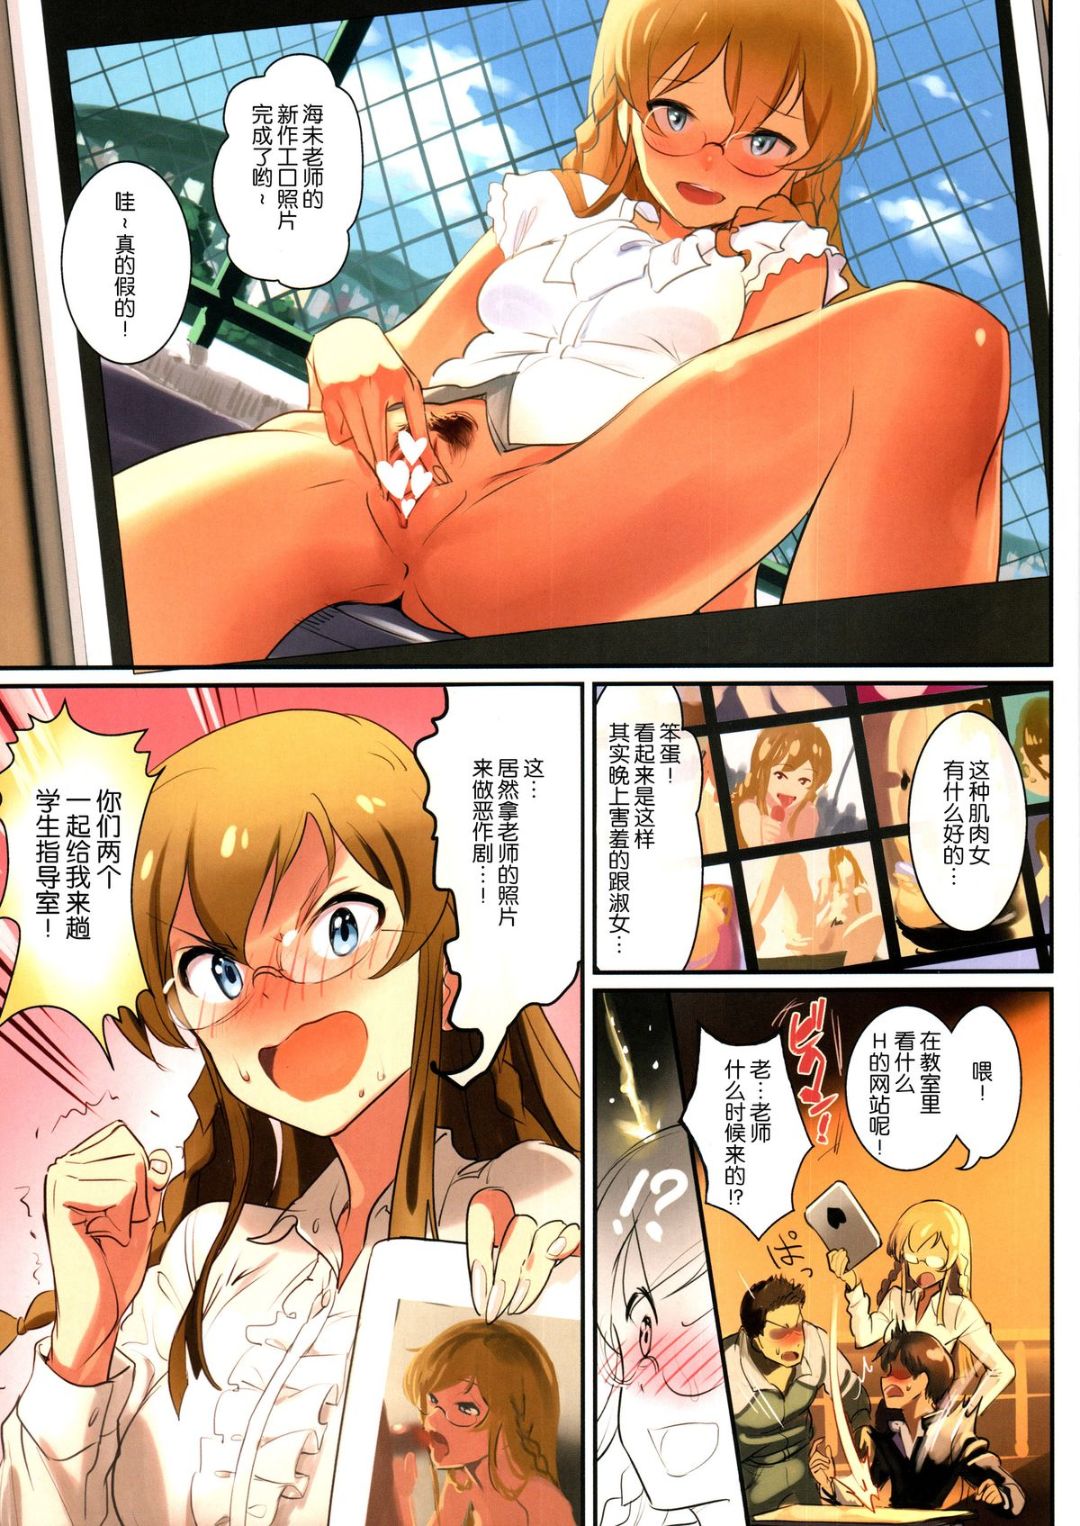 海未老师的
新作工口照片
完成了哟~
哇~真的假的!
这种肌肉女
有什么好的…
笨蛋!
看起来是这样
其实晚上害羞的跟淑女…
喂!
在教室里
看什么
H的网站呢!
ぱっ
老…老师
什么时候来的!?
!?
这…
居然拿老师的照片
来做恶作剧…!
你们两个
一起给我来趟
学生指导室!